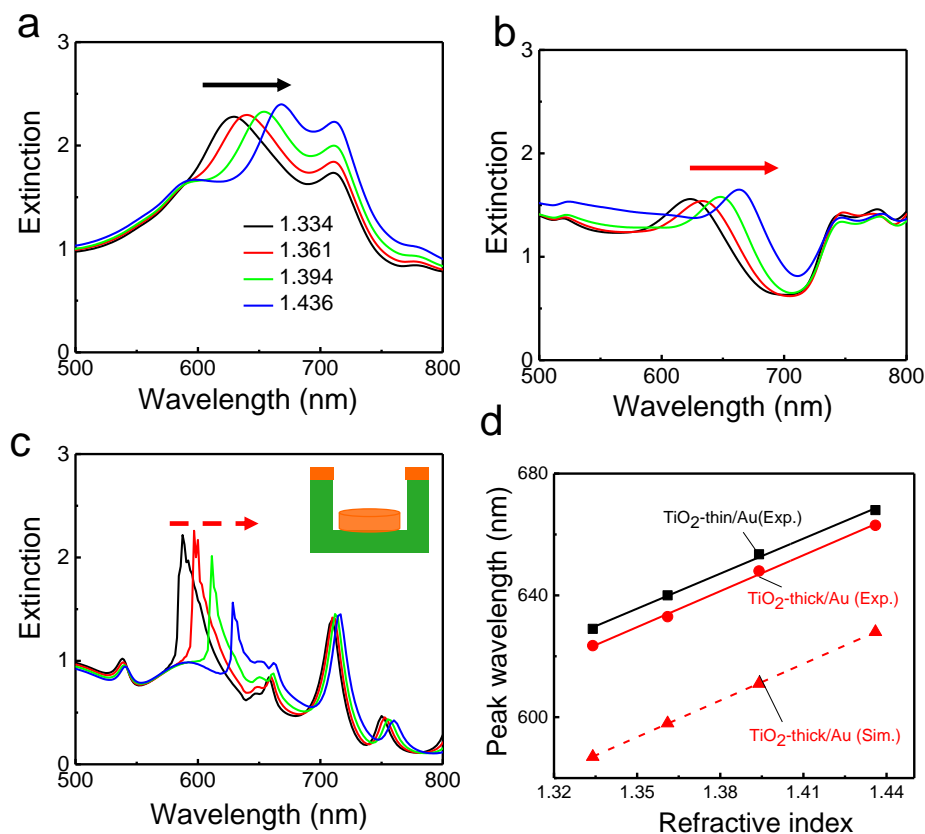 a
Extinction
3
2
1
0
500
600
700
800
Wavelength (nm)
1.334
1.361
1.394
1.436
b
Extinction
3
2
1
0
500
600
700
800
Wavelength (nm)
c
Extinction
3
2
1
0
500
600
700
800
Wavelength (nm)
d
Peak wavelength (nm)
680
640
600
1.32
1.35
1.38
1.41
1.44
Refractive index
TiO₂-thin/Au(Exp.)
TiO₂-thick/Au (Exp.)
TiO₂-thick/Au (Sim.)